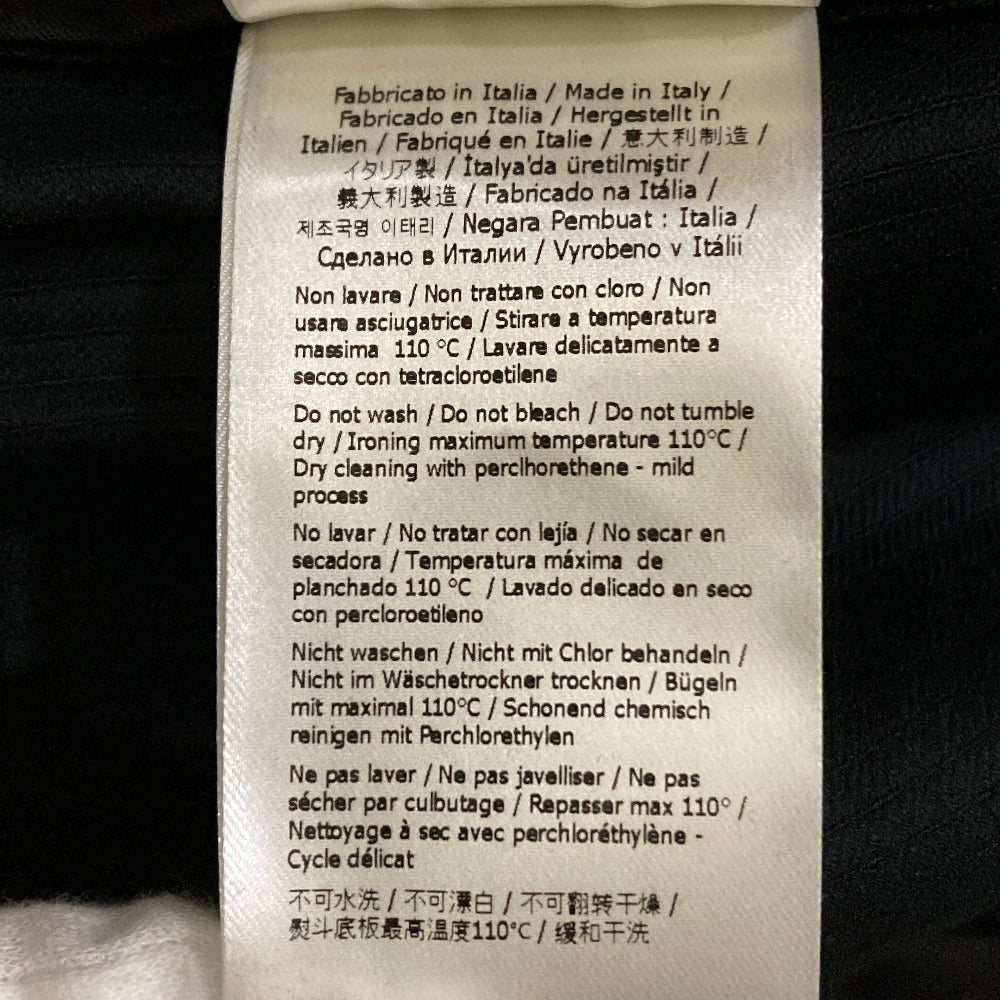 Fabbricato in Italia / Made in Italy /
Fabricado en Italia / Hergestellt in
Italien / Fabriqué en Italie / 意大利制造 /
イタリア製 / İtalya'da üretilmiştir /
義大利製造 / Fabricado na Itália /
제조국명 이태리 / Negara Pembuat : Italia /
Сделано в Италии / Vyrobeno v Itálii
Non lavare / Non trattare con cloro / Non
usare asciugatrice / Stirare a temperatura
massima 110 °C / Lavare delicatamente a
secco con tetracloroetilene
Do not wash / Do not bleach / Do not tumble
dry / Ironing maximum temperature 110°C /
Dry cleaning with perclhorethene - mild
process
No lavar / No tratar con lejía / No secar en
secadora / Temperatura máxima de
planchado 110 °C / Lavado delicado en seco
con percloroetileno
Nicht waschen / Nicht mit Chlor behandeln /
Nicht im Wäschetrockner trocknen / Bügeln
mit maximal 110°C / Schonend chemisch
reinigen mit Perchlorethylen
Ne pas laver / Ne pas javelliser / Ne pas
sécher par culbutage / Repasser max 110° /
Nettoyage à sec avec perchloréthylène -
Cycle délicat
不可水洗 / 不可漂白 / 不可翻转干燥 /
熨斗底板最高温度110°C / 缓和干洗